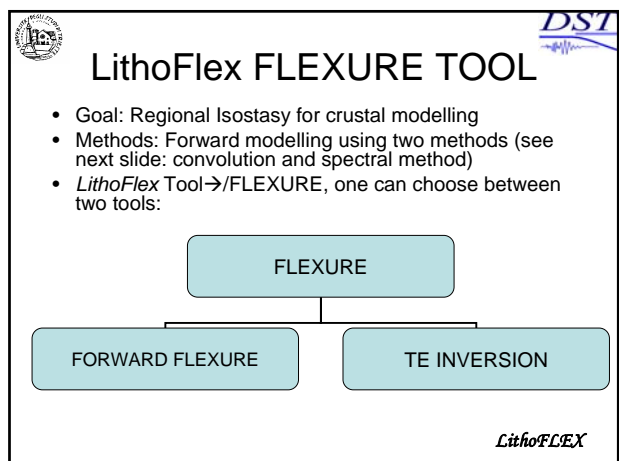 DST
LithoFlex FLEXURE TOOL
• Goal: Regional Isostasy for crustal modelling
• Methods: Forward modelling using two methods (see
next slide: convolution and spectral method)
• LithoFlex Tool→/FLEXURE, one can choose between
two tools:
FLEXURE
FORWARD FLEXURE
TE INVERSION
LithoFLEX